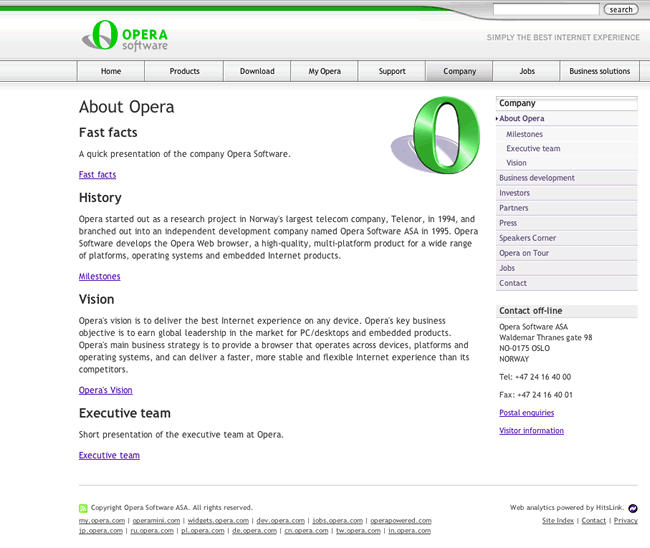 search
OPERA
software
SIMPLY THE BEST INTERNET EXPERIENCE
Home
Products
Download
My Opera
Support
Company
Jobs
Business solutions
About Opera
Fast facts
A quick presentation of the company Opera Software.
Fast facts
History
Opera started out as a research project in Norway's largest telecom company, Telenor, in 1994, and
branched out into an independent development company named Opera Software ASA in 1995. Opera
Software develops the Opera Web browser, a high-quality, multi-platform product for a wide range
of platforms, operating systems and embedded Internet products.
Milestones
Vision
Opera's vision is to deliver the best Internet experience on any device. Opera's key business
objective is to earn global leadership in the market for PC/desktops and embedded products.
Opera's main business strategy is to provide a browser that operates across devices, platforms and
operating systems, and can deliver a faster, more stable and flexible Internet experience than its
competitors.
Opera's Vision
Executive team
Short presentation of the executive team at Opera.
Executive team
Company
About Opera
Milestones
Executive team
Vision
Business development
Investors
Partners
Press
Speakers Corner
Opera on Tour
Jobs
Contact
Contact off-line
Opera Software ASA
Waldemar Thranes gate 98
NO-0175 OSLO
NORWAY
Tel: +47 24 16 40 00
Fax: +47 24 16 40 01
Postal enquiries
Visitor information
Copyright Opera Software ASA. All rights reserved.
my.opera.com | operamini.com | widgets.opera.com | dev.opera.com | jobs.opera.com | operapowered.com
jp.opera.com | ru.opera.com | pl.opera.com | de.opera.com | cn.opera.com | tw.opera.com | in.opera.com
Web analytics powered by HitsLink.
Site Index | Contact | Privacy